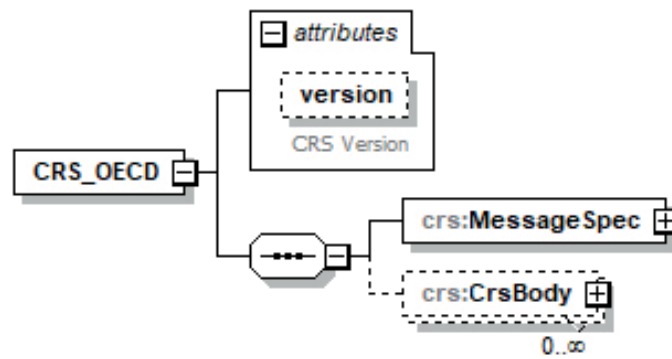 attributes
version
CRS Version
CRS_OECD
crs:MessageSpec
crs:CrsBody
0..∞